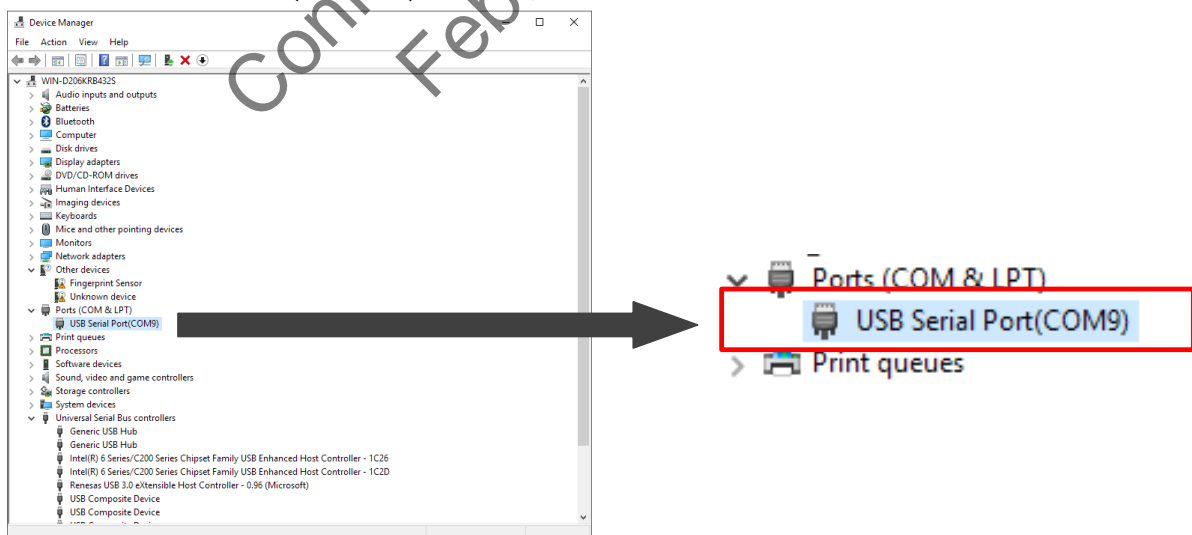 Device Manager
File Action View Help
WIN-D206KRB432S
Audio inputs and outputs
Batteries
Bluetooth
Computer
Disk drives
Display adapters
DVD/CD-ROM drives
Human Interface Devices
Imaging devices
Keyboards
Mice and other pointing devices
Monitors
Network adapters
Other devices
Fingerprint Sensor
Unknown device
Ports (COM & LPT)
USB Serial Port(COM9)
Print queues
Processors
Software devices
Sound, video and game controllers
Storage controllers
System devices
Universal Serial Bus controllers
Generic USB Hub
Generic USB Hub
Intel(R) 6 Series/C200 Series Chipset Family USB Enhanced Host Controller - 1C26
Intel(R) 6 Series/C200 Series Chipset Family USB Enhanced Host Controller - 1C2D
Renesas USB 3.0 eXtensible Host Controller - 0.96 (Microsoft)
USB Composite Device
USB Composite Device
Ports (COM & LPT)
USB Serial Port(COM9)
Print queues